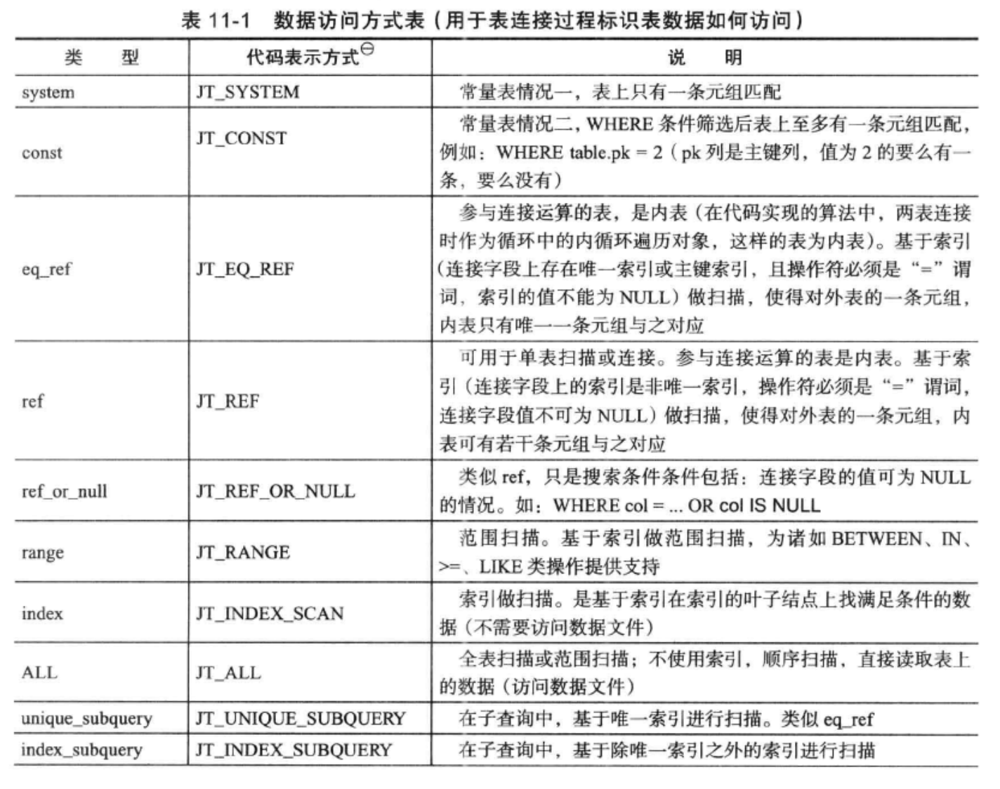 表 11-1 数据访问方式表（用于表连接过程标识表数据如何访问）
类 型 代码表示方式⊖ 说 明
system JT_SYSTEM 常量表情况一，表上只有一条元组匹配
const JT_CONST 常量表情况二，WHERE 条件筛选后表上至多有一条元组匹配，
例如：WHERE table.pk = 2（pk 列是主键列，值为 2 的要么有一
条，要么没有）
eq_ref JT_EQ_REF 参与连接运算的表，是内表（在代码实现的算法中，两表连接
时作为循环中的内循环遍历对象，这样的表为内表）。基于索引
（连接字段上存在唯一索引或主键索引，且操作符必须是“=”谓
词，索引的值不能为 NULL）做扫描，使得对外表的一条元组，
内表只有唯一一条元组与之对应
ref JT_REF 可用于单表扫描或连接。参与连接运算的表是内表。基于索
引（连接字段上的索引是非唯一索引，操作符必须是“=”谓词，
连接字段值不可为 NULL）做扫描，使得对外表的一条元组，内
表可有若干条元组与之对应
ref_or_null JT_REF_OR_NULL 类似 ref，只是搜索条件条件包括：连接字段的值可为 NULL
的情况。如：WHERE col = ... OR col IS NULL
range JT_RANGE 范围扫描。基于索引做范围扫描，为诸如 BETWEEN、IN、
>=、LIKE 类操作提供支持
index JT_INDEX_SCAN 索引做扫描。是基于索引在索引的叶子结点上找满足条件的数
据（不需要访问数据文件）
ALL JT_ALL 全表扫描或范围扫描；不使用索引，顺序扫描，直接读取表上
的数据（访问数据文件）
unique_subquery JT_UNIQUE_SUBQUERY 在子查询中，基于唯一索引进行扫描。类似 eq_ref
index_subquery JT_INDEX_SUBQUERY 在子查询中，基于除唯一索引之外的索引进行扫描